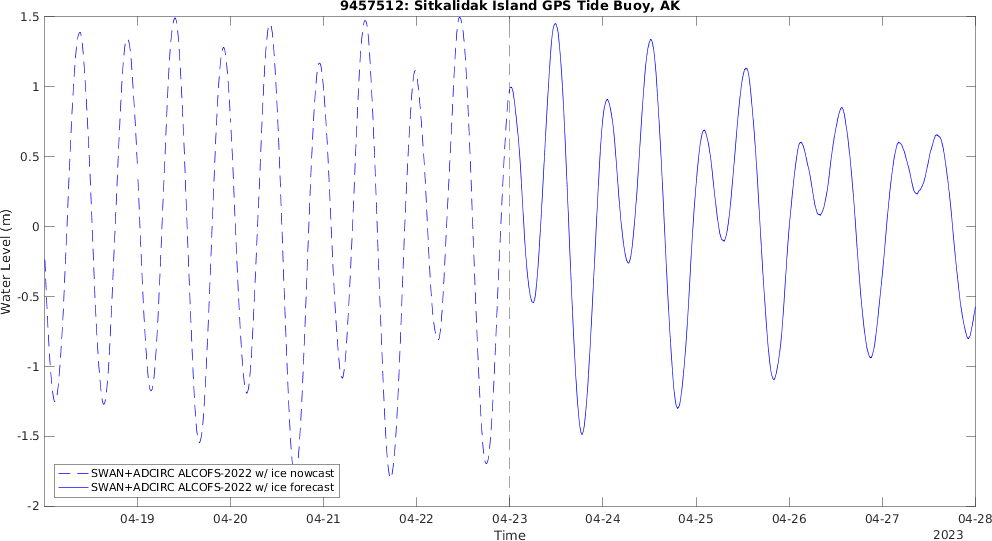 9457512: Sitkalidak Island GPS Tide Buoy, AK
Water Level (m)
1.5
1
0.5
0
-0.5
-1
-1.5
-2
SWAN+ADCIRC ALCOFS-2022 w/ ice nowcast
SWAN+ADCIRC ALCOFS-2022 w/ ice forecast
04-19 04-20 04-21 04-22 04-23 04-24 04-25 04-26 04-27 04-28
Time
2023